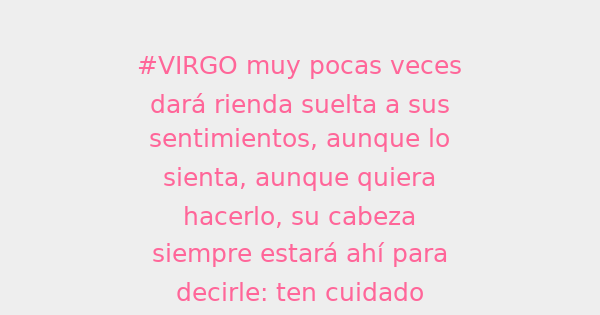 #VIRGO muy pocas veces
dará rienda suelta a sus
sentimientos, aunque lo
sienta, aunque quiera
hacerlo, su cabeza
siempre estará ahí para
decirle: ten cuidado